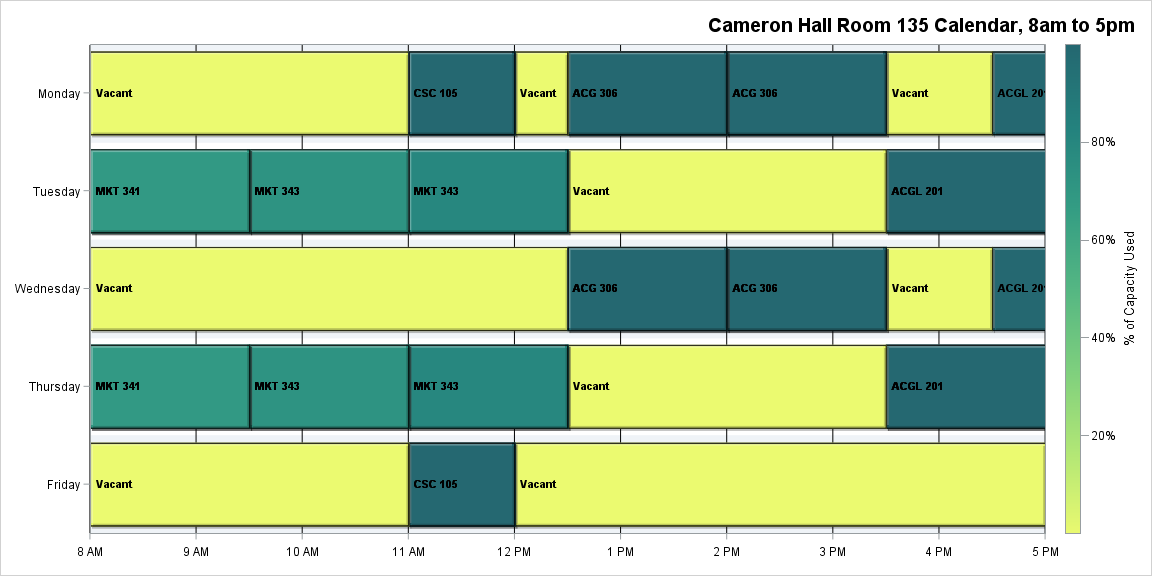 Cameron Hall Room 135 Calendar, 8am to 5pm
Monday Vacant CSC 105 Vacant ACG 306 ACG 306 Vacant ACGL 20
Tuesday MKT 341 MKT 343 MKT 343 Vacant ACGL 201
Wednesday Vacant ACG 306 ACG 306 Vacant ACGL 20
Thursday MKT 341 MKT 343 MKT 343 Vacant ACGL 201
Friday Vacant CSC 105 Vacant
8 AM 9 AM 10 AM 11 AM 12 PM 1 PM 2 PM 3 PM 4 PM 5 PM
80%
60%
40%
20%
% of Capacity Used